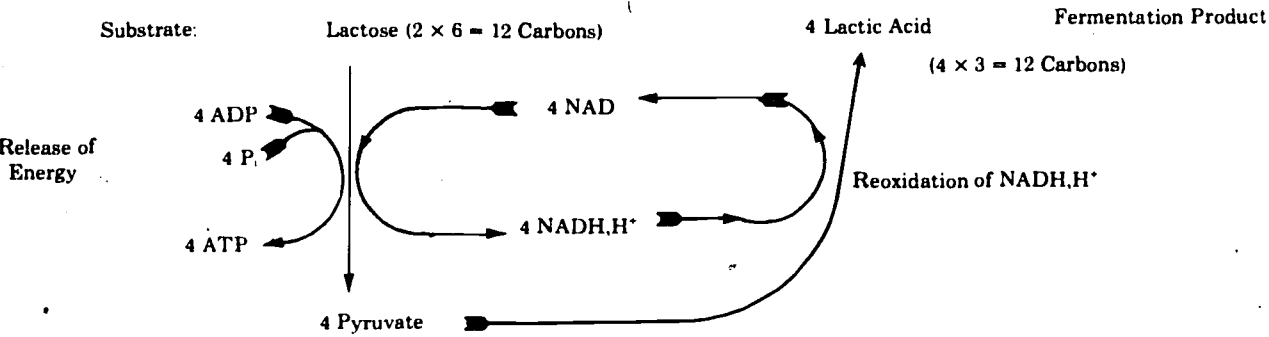 Fermentation Product
Substrate:
Lactose (2 × 6 = 12 Carbons)
4 Lactic Acid
(4 × 3 = 12 Carbons)
4 ADP
4 NAD
Release of
Energy
4 Pi
Reoxidation of NADH,H⁺
4 ATP
4 NADH,H⁺
4 Pyruvate